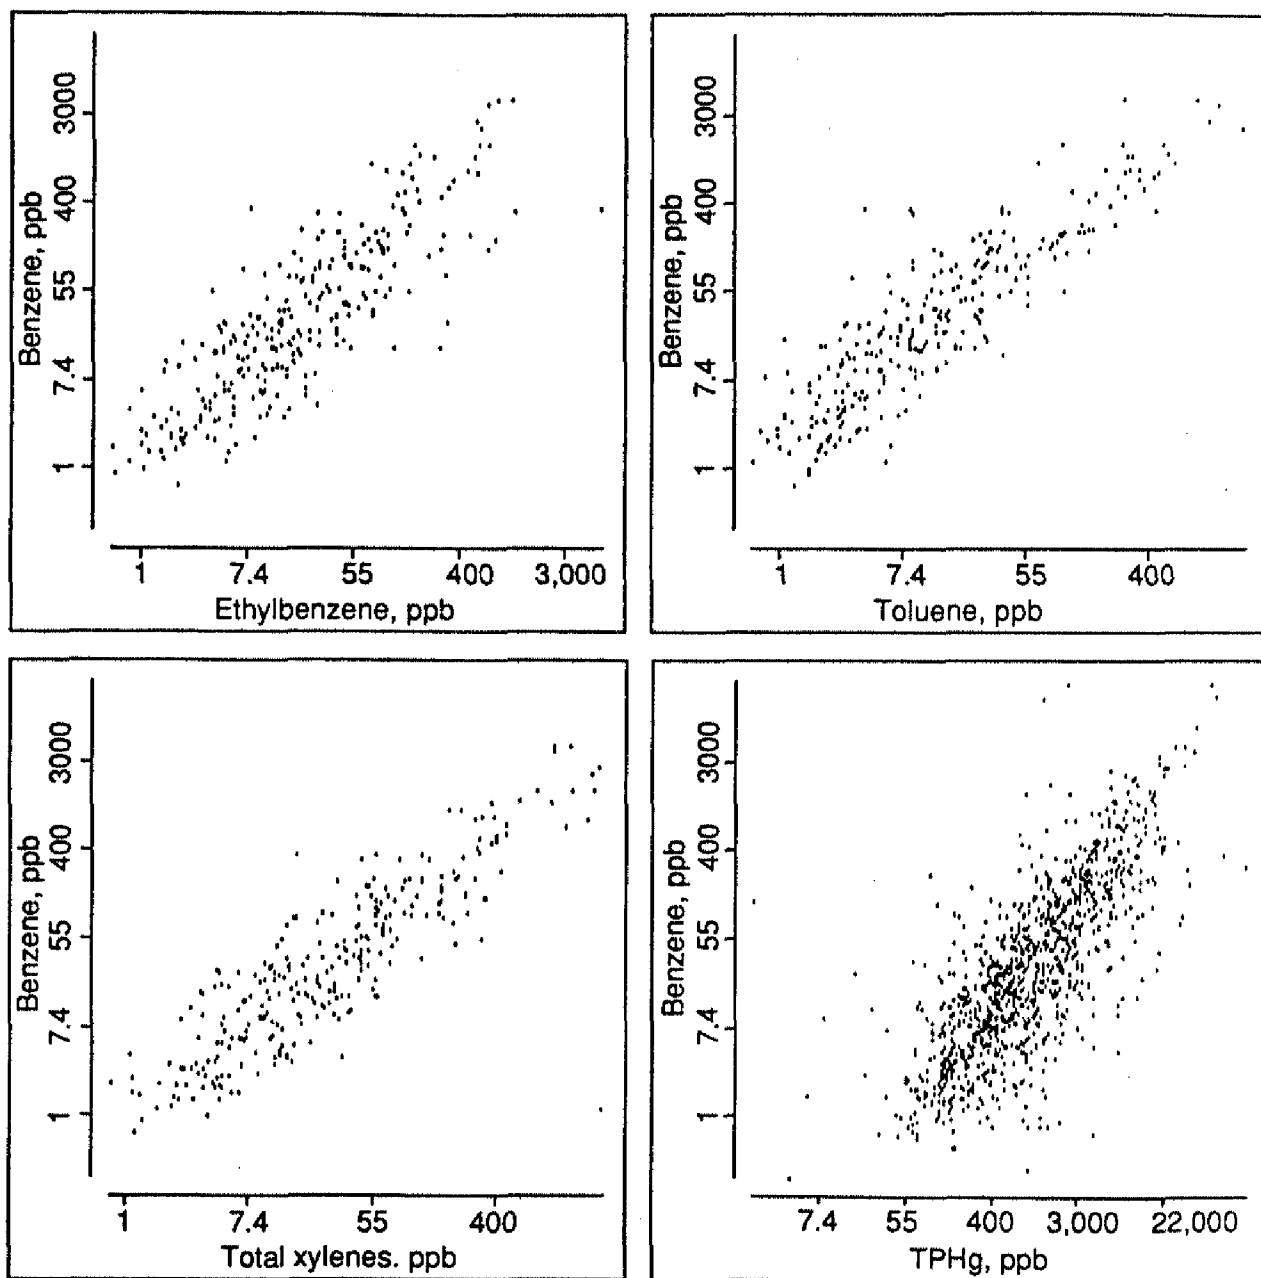 Benzene, ppb
3000
400
55
7.4
1
1 7.4 55 400 3,000
Ethylbenzene, ppb
Benzene, ppb
3000
400
55
7.4
1
1 7.4 55 400
Toluene, ppb
Benzene, ppb
3000
400
55
7.4
1
1 7.4 55 400
Total xylenes. ppb
Benzene, ppb
3000
400
55
7.4
1
7.4 55 400 3,000 22,000
TPHg, ppb